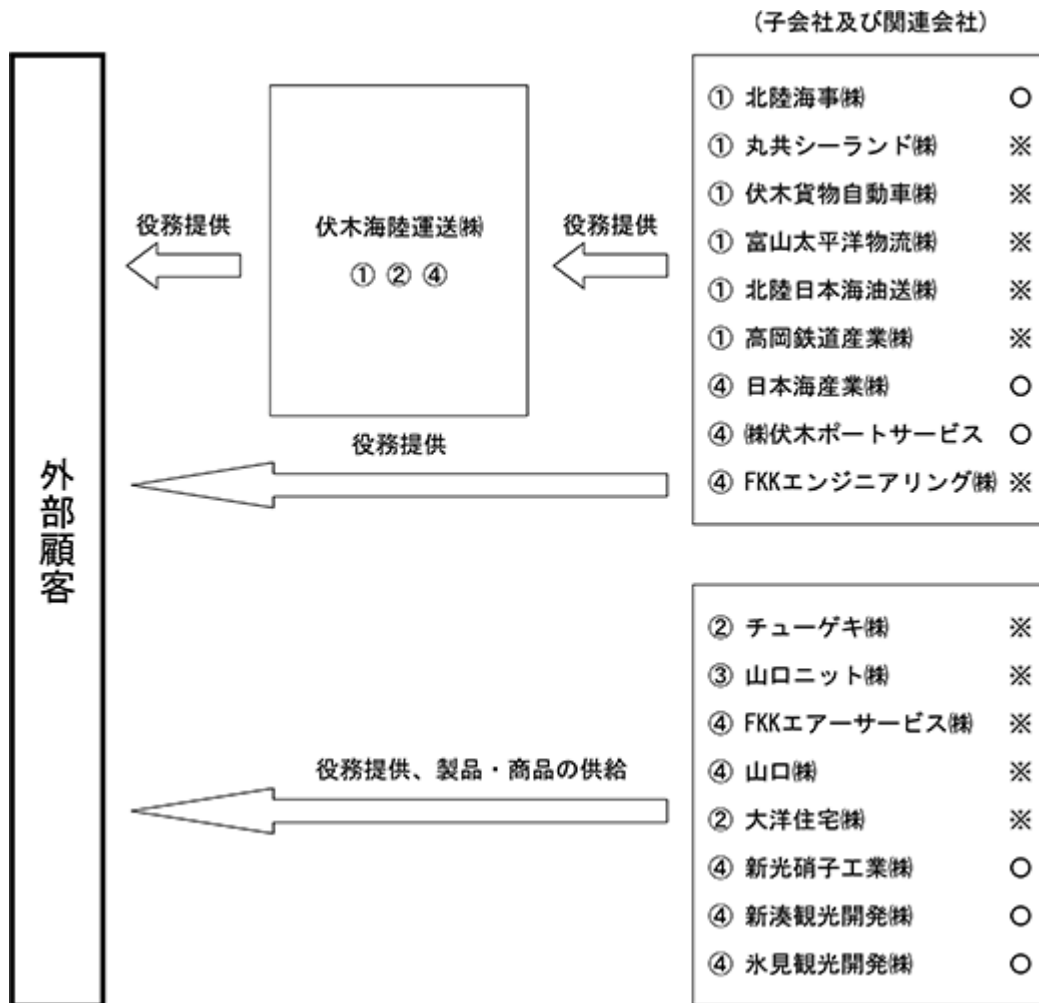 (子会社及び関連会社)
① 北陸海事㈱ ○
① 丸共シーランド㈱ ※
① 伏木貨物自動車㈱ ※
① 富山太平洋物流㈱ ※
① 北陸日本海油送㈱ ※
① 高岡鉄道産業㈱ ※
④ 日本海産業㈱ ○
④ ㈱伏木ポートサービス ○
④ FKKエンジニアリング㈱ ※
役務提供
伏木海陸運送㈱
① ② ④
役務提供
役務提供
外部顧客
② チューゲキ㈱ ※
③ 山口ニット㈱ ※
④ FKKエアーサービス㈱ ※
④ 山口㈱ ※
② 大洋住宅㈱ ※
④ 新光硝子工業㈱ ○
④ 新湊観光開発㈱ ○
④ 氷見観光開発㈱ ○
役務提供、製品・商品の供給